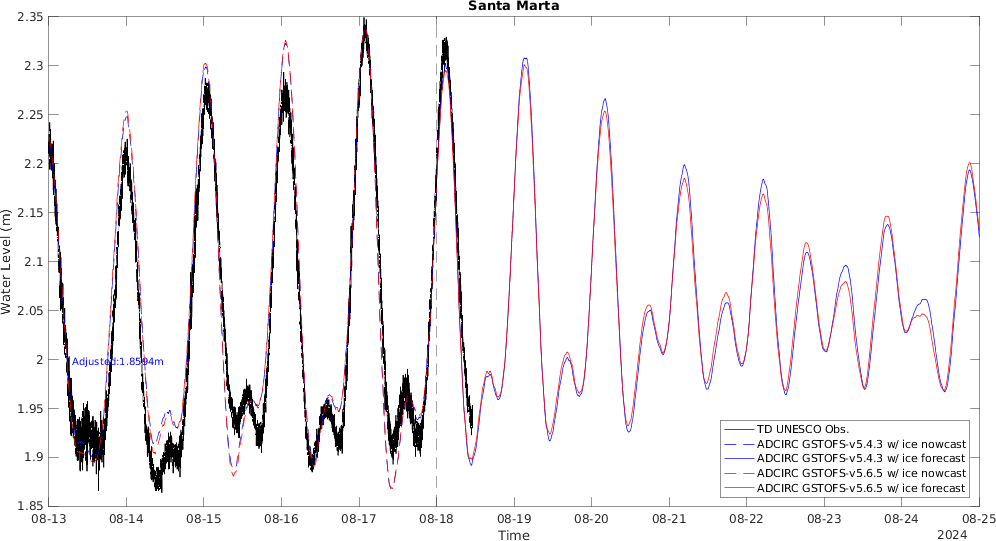 Santa Marta
2.35
2.3
2.25
2.2
2.15
2.1
2.05
2
1.95
1.9
1.85
Water Level (m)
Adjusted:1.8594m
TD UNESCO Obs.
ADCIRC GSTOFS-v5.4.3 w/ ice nowcast
ADCIRC GSTOFS-v5.4.3 w/ ice forecast
ADCIRC GSTOFS-v5.6.5 w/ ice nowcast
ADCIRC GSTOFS-v5.6.5 w/ ice forecast
08-13 08-14 08-15 08-16 08-17 08-18 08-19 08-20 08-21 08-22 08-23 08-24 08-25
Time
2024